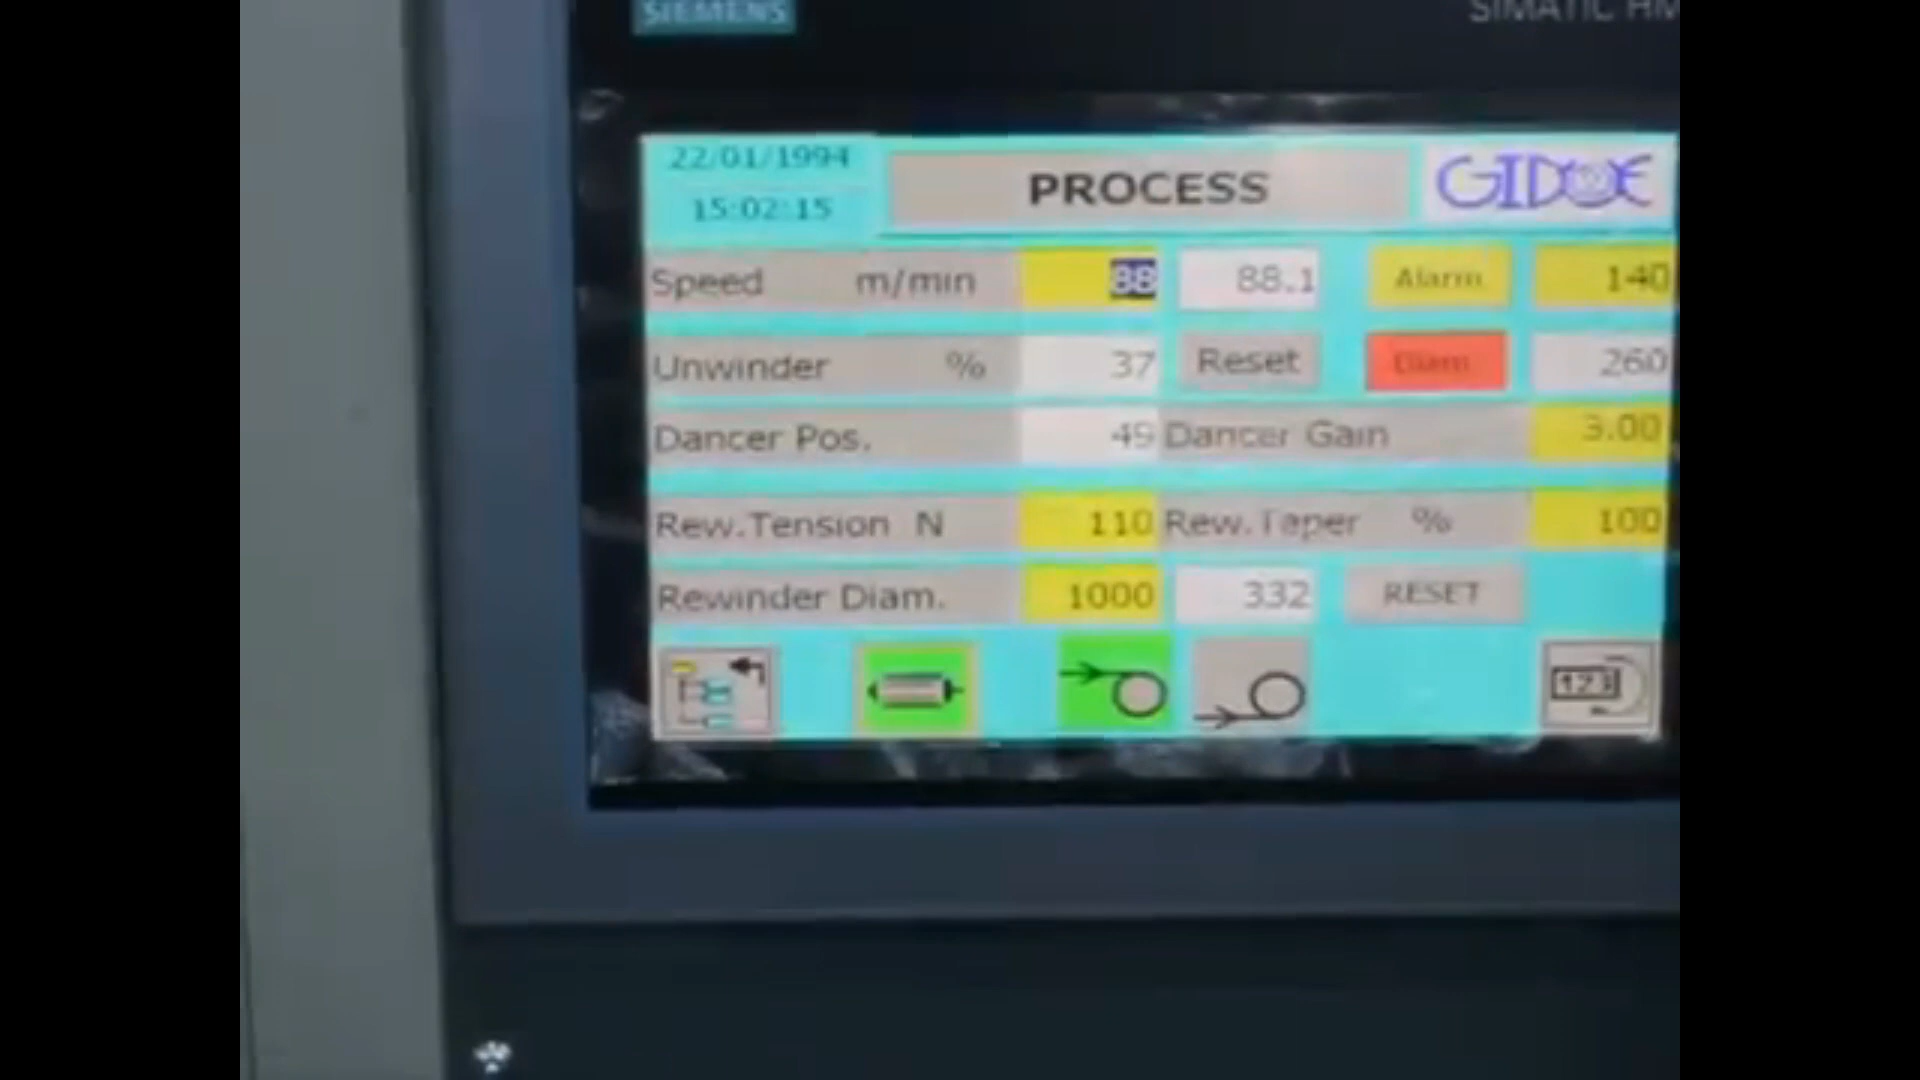 SIEMENS
SIMATIC HM
22/01/1994
15:02:15
PROCESS
Speed m/min 88 88.1 Alarm 140
Unwinder % 37 Reset Diam. 260
Dancer Pos. 49 Dancer Gain 3.00
Rew.Tension N 110 Rew.Taper % 100
Rewinder Diam. 1000 332 RESET
123